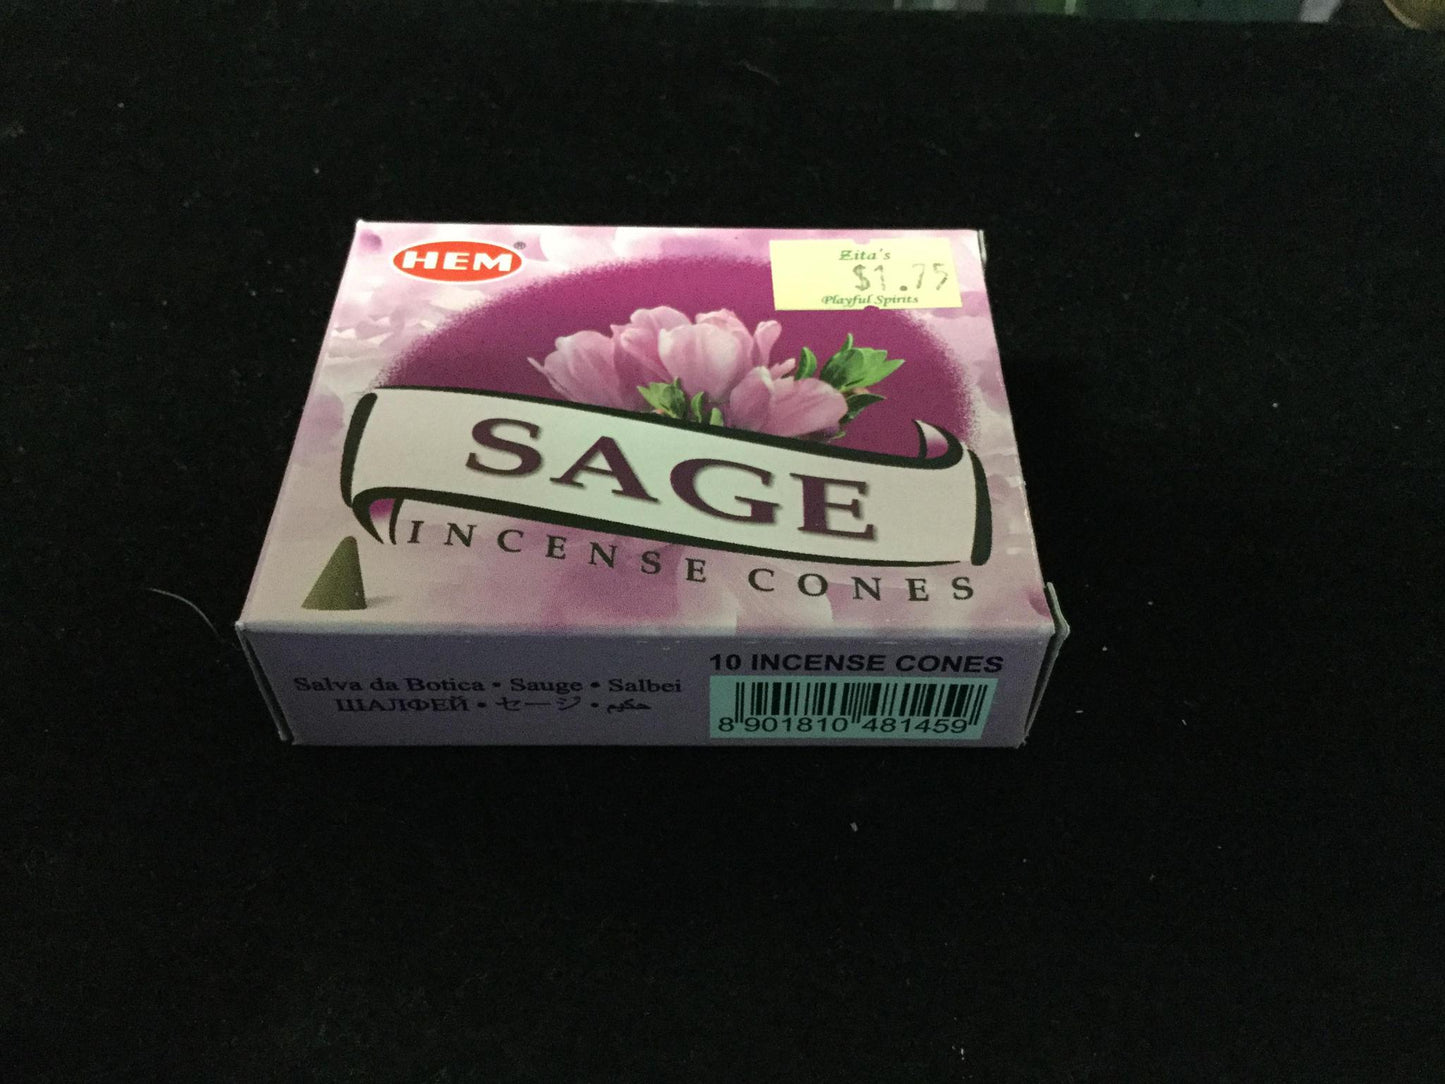 HEM®
Zita's
$1.75
Playful Spirits
SAGE
INCENSE CONES
10 INCENSE CONES
Salva da Botica • Sauge • Salbei
ШАЛФЕЙ • セージ • حكيم
8 901810 481459